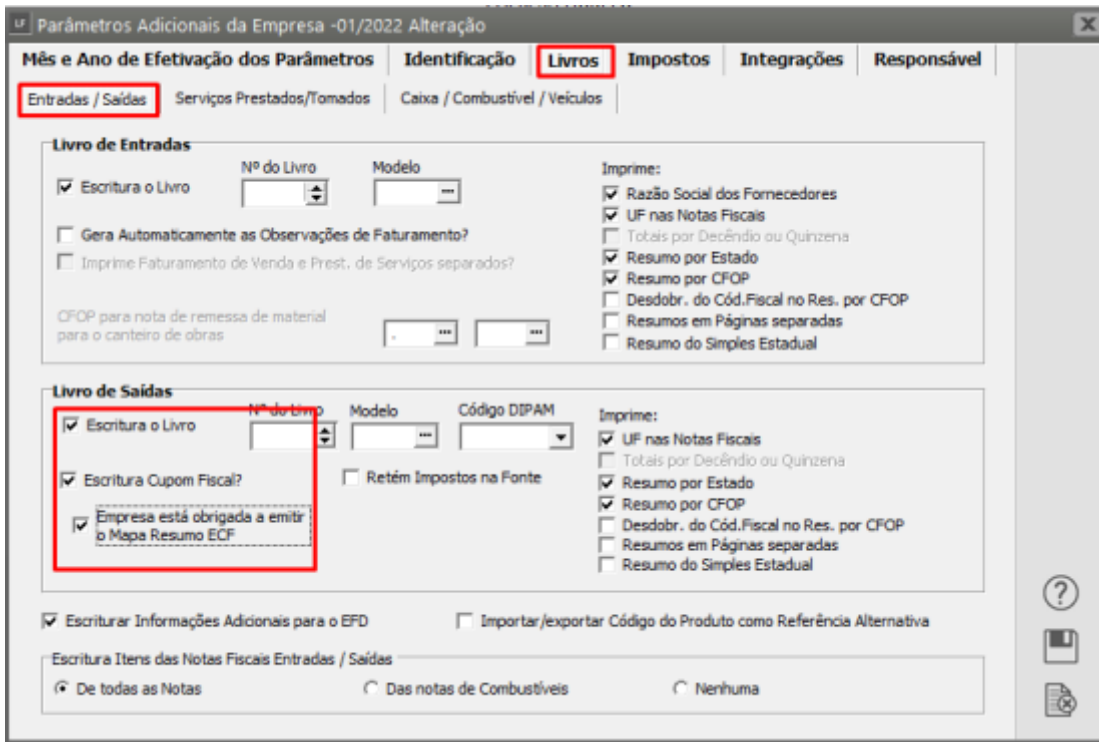 LF Parâmetros Adicionais da Empresa -01/2022 Alteração
Mês e Ano de Efetivação dos Parâmetros Identificação Livros Impostos Integrações Responsável
Entradas / Saídas Serviços Prestados/Tomados Caixa / Combustível / Veículos
Livro de Entradas
Nº do Livro Modelo Imprime:
Escritura o Livro
Razão Social dos Fornecedores
UF nas Notas Fiscais
Gera Automaticamente as Observações de Faturamento?
Totais por Decêndio ou Quinzena
Imprime Faturamento de Venda e Prest. de Serviços separados?
Resumo por Estado
Resumo por CFOP
Desdobr. do Cód.Fiscal no Res. por CFOP
CFOP para nota de remessa de material
para o canteiro de obras
Resumos em Páginas separadas
Resumo do Simples Estadual
Livro de Saídas
Nº do Livro Modelo Código DIPAM Imprime:
Escritura o Livro
UF nas Notas Fiscais
Totais por Decêndio ou Quinzena
Escritura Cupom Fiscal? Retém Impostos na Fonte
Resumo por Estado
Resumo por CFOP
Empresa está obrigada a emitir
o Mapa Resumo ECF
Desdobr. do Cód.Fiscal no Res. por CFOP
Resumos em Páginas separadas
Resumo do Simples Estadual
Escriturar Informações Adicionais para o EFD Importar/exportar Código do Produto como Referência Alternativa
Escritura Itens das Notas Fiscais Entradas / Saídas
De todas as Notas Das notas de Combustíveis Nenhuma